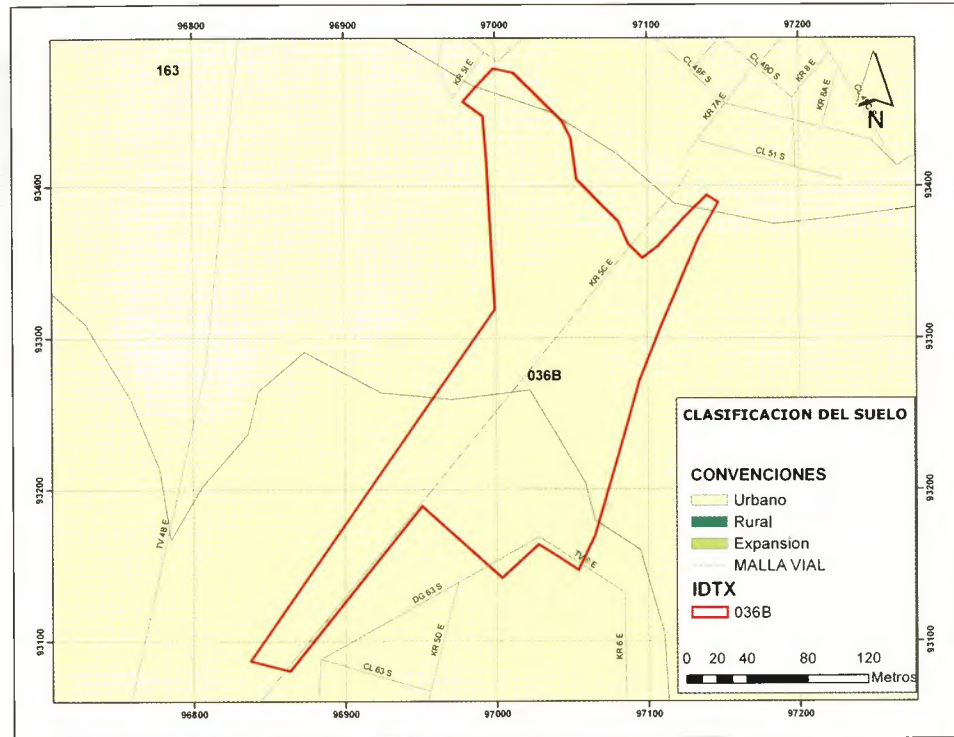 96800 96900 97000 97100 97200
163
KR 5I E
CL 49F S
CL 49D S
KR 8 E
KR 8A E
KR 7A E
N
CL 51 S
93400 93400
KR 5C E
93300 93300
036B
CLASIFICACION DEL SUELO
CONVENCIONES
Urbano
Rural
Expansion
MALLA VIAL
IDTX
036B
0 20 40 80 120
Metros
93200 93200
TV 4B E
DG 63 S
KR 5D E
CL 63 S
KR 6 E
93100 93100
96800 96900 97000 97100 97200